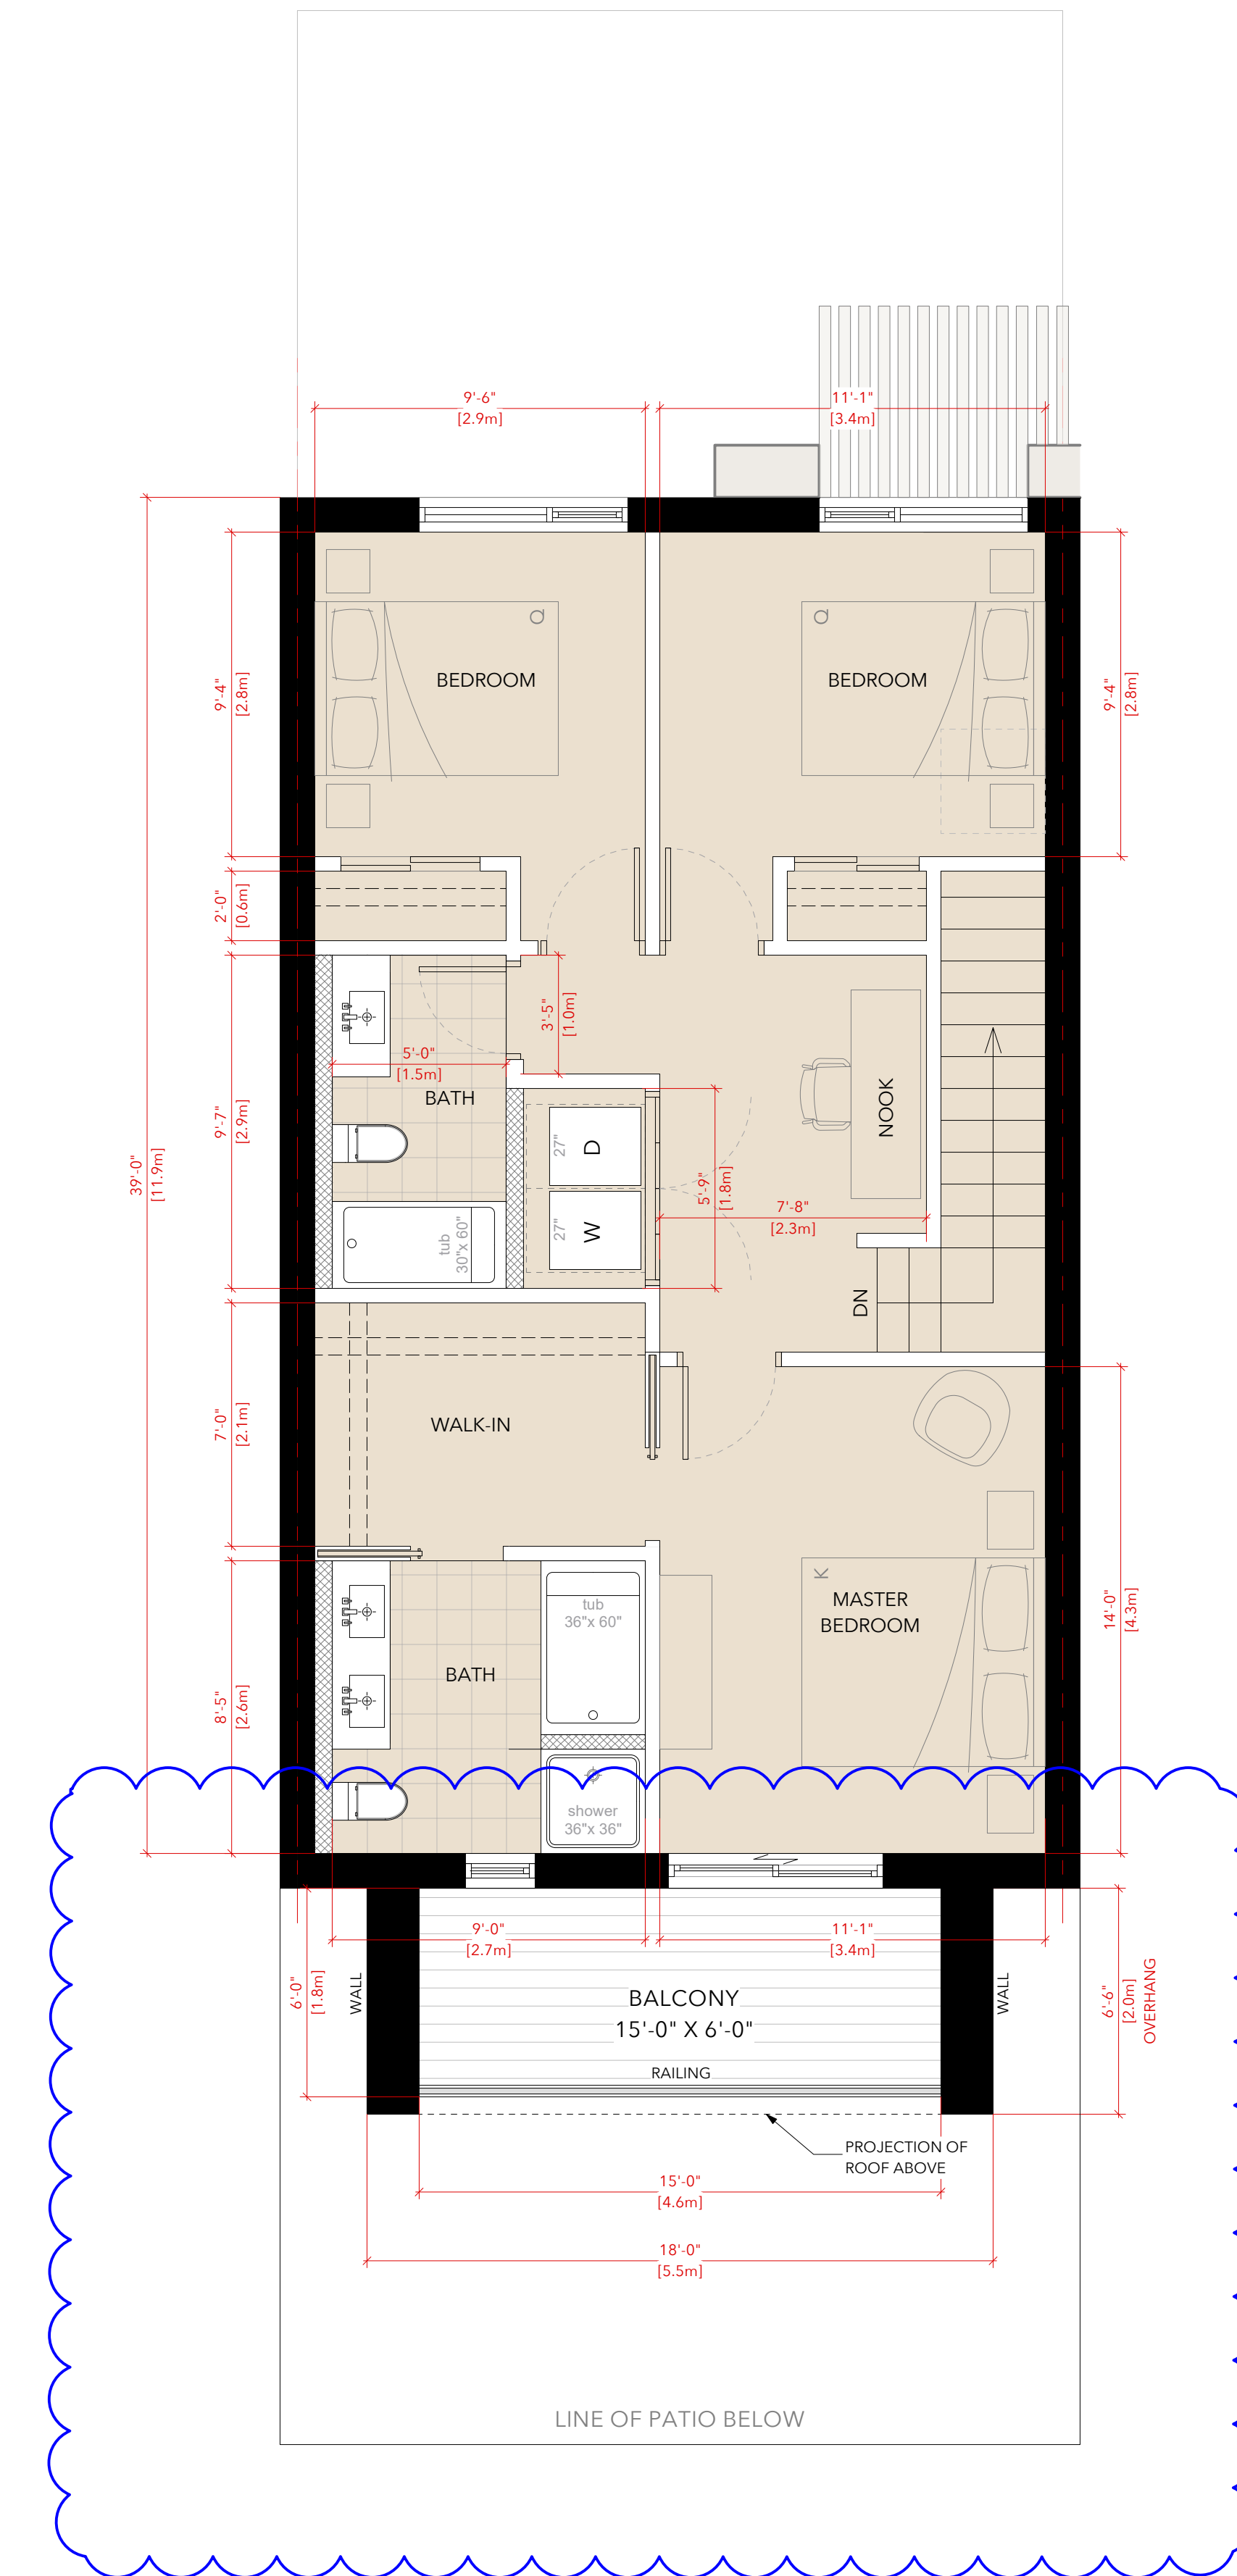 9'-6"
[2.9m]
11'-1"
[3.4m]
Q
Q
BEDROOM
BEDROOM
9'-4"
[2.8m]
9'-4"
[2.8m]
2'-0"
[0.6m]
3'-5"
[1.0m]
5'-0"
[1.5m]
BATH
NOOK
9'-7"
[2.9m]
27"
D
39'-0"
[11.9m]
5'-9"
[1.8m]
7'-8"
[2.3m]
27"
W
tub
30"x 60"
DN
7'-0"
[2.1m]
WALK-IN
K
MASTER
BEDROOM
tub
36"x 60"
14'-0"
[4.3m]
BATH
8'-5"
[2.6m]
shower
36"x 36"
9'-0"
[2.7m]
11'-1"
[3.4m]
6'-0"
[1.8m]
WALL
BALCONY
15'-0" X 6'-0"
RAILING
WALL
6'-6"
[2.0m]
OVERHANG
PROJECTION OF
ROOF ABOVE
15'-0"
[4.6m]
18'-0"
[5.5m]
LINE OF PATIO BELOW